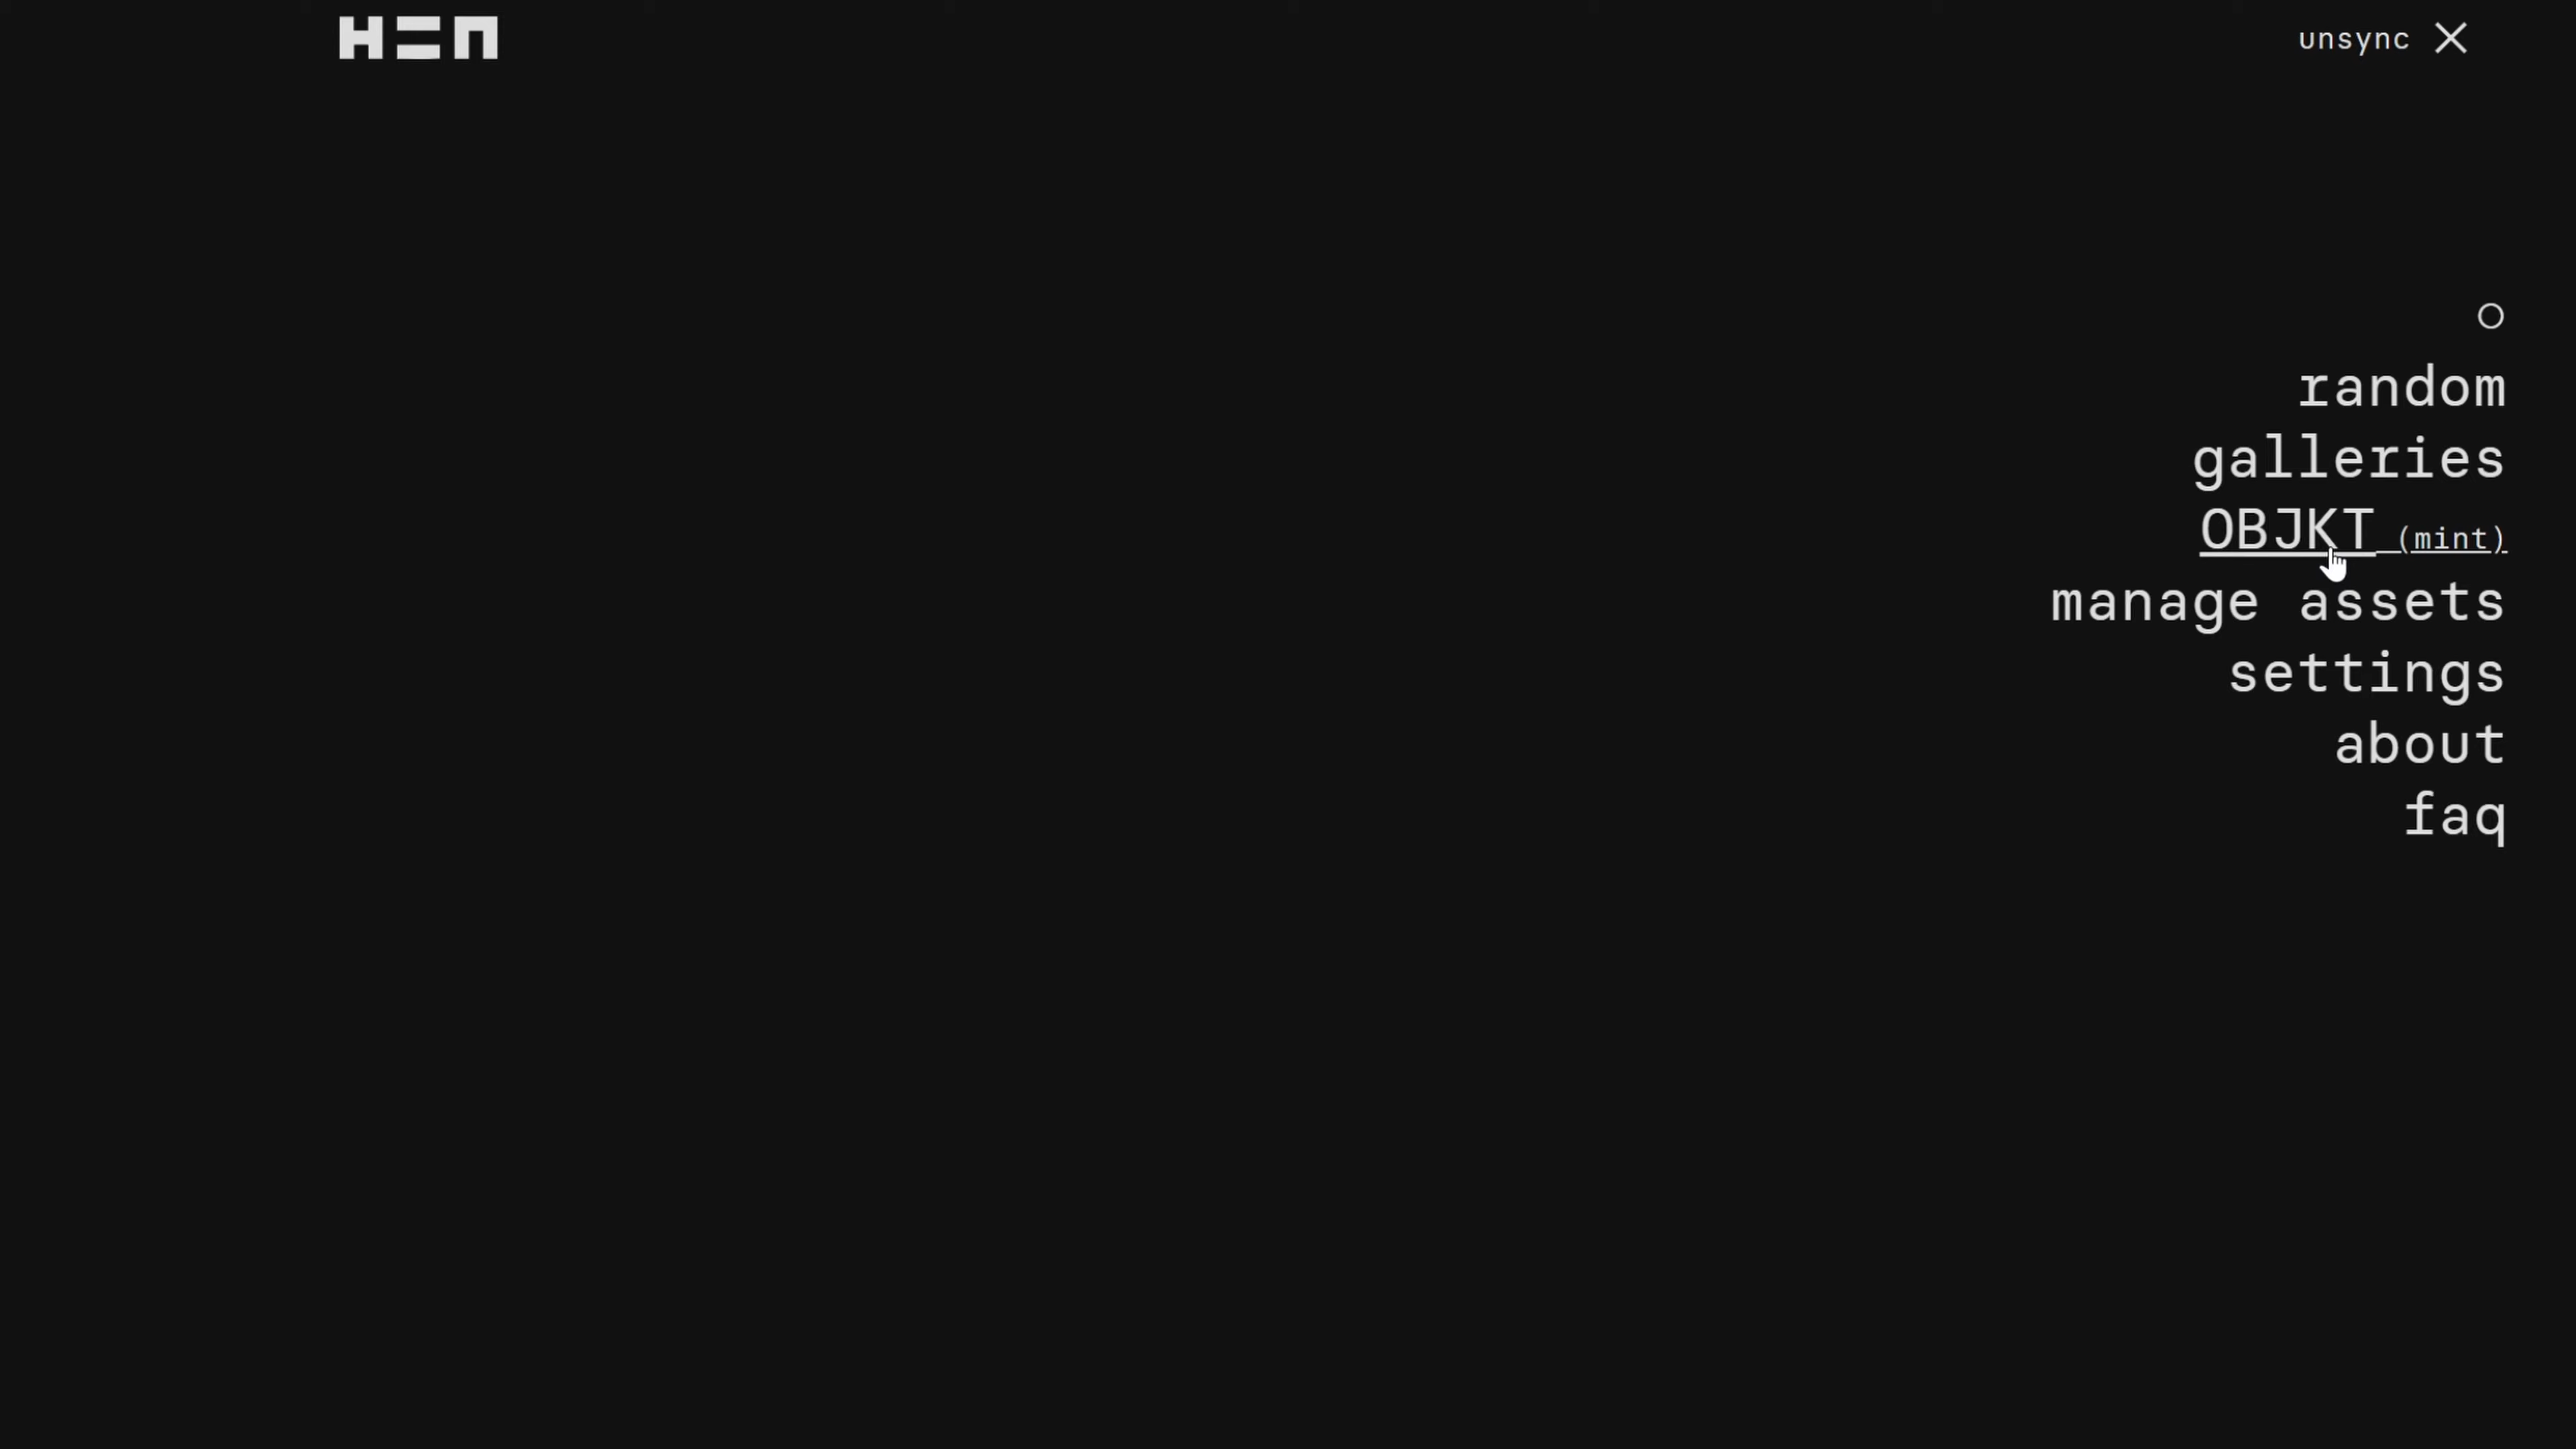 H=N
unsync
random
galleries
OBJKT (mint)
manage assets
settings
about
faq